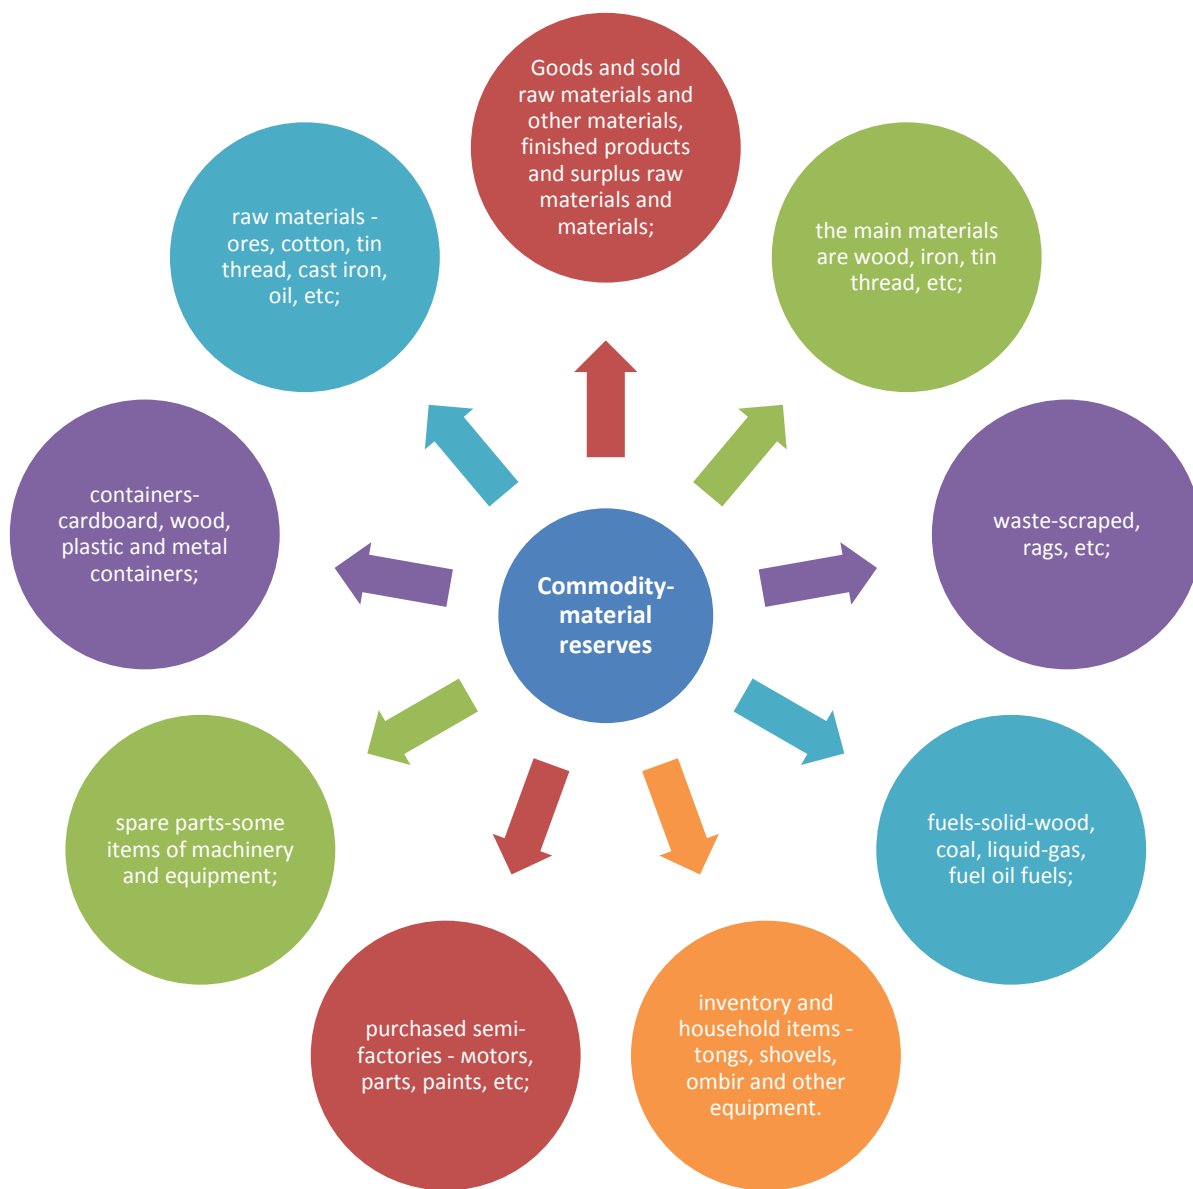 Goods and sold
raw materials and
other materials,
finished products
and surplus raw
materials and
materials;
the main materials
are wood, iron, tin
thread, etc;
waste-scraped,
rags, etc;
fuels-solid-wood,
coal, liquid-gas,
fuel oil fuels;
inventory and
household items -
tongs, shovels,
ombir and other
equipment.
purchased semi-
factories - мotors,
parts, paints, etc;
spare parts-some
items of machinery
and equipment;
containers-
cardboard, wood,
plastic and metal
containers;
raw materials -
ores, cotton, tin
thread, cast iron,
oil, etc;
Commodity-
material
reserves